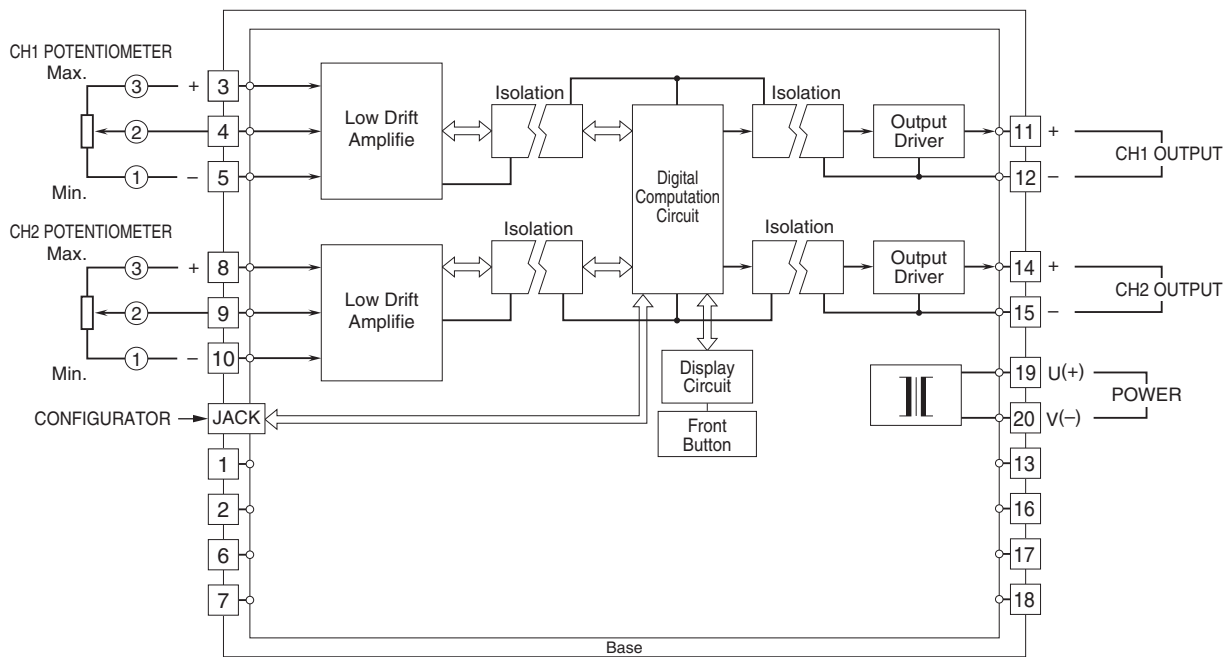 CH1 POTENTIOMETER
Max.
3 + 3
2 4
1 − 5
Min.
CH2 POTENTIOMETER
Max.
3 + 8
2 9
1 − 10
Min.
CONFIGURATOR JACK
1
2
6
7
Low Drift
Amplifie
Isolation
Low Drift
Amplifie
Isolation
Digital
Computation
Circuit
Isolation
Output
Driver
Isolation
Output
Driver
Display
Circuit
Front
Button
11 +
CH1 OUTPUT
12 −
14 +
CH2 OUTPUT
15 −
19 U(+)
POWER
20 V(−)
13
16
17
18
Base